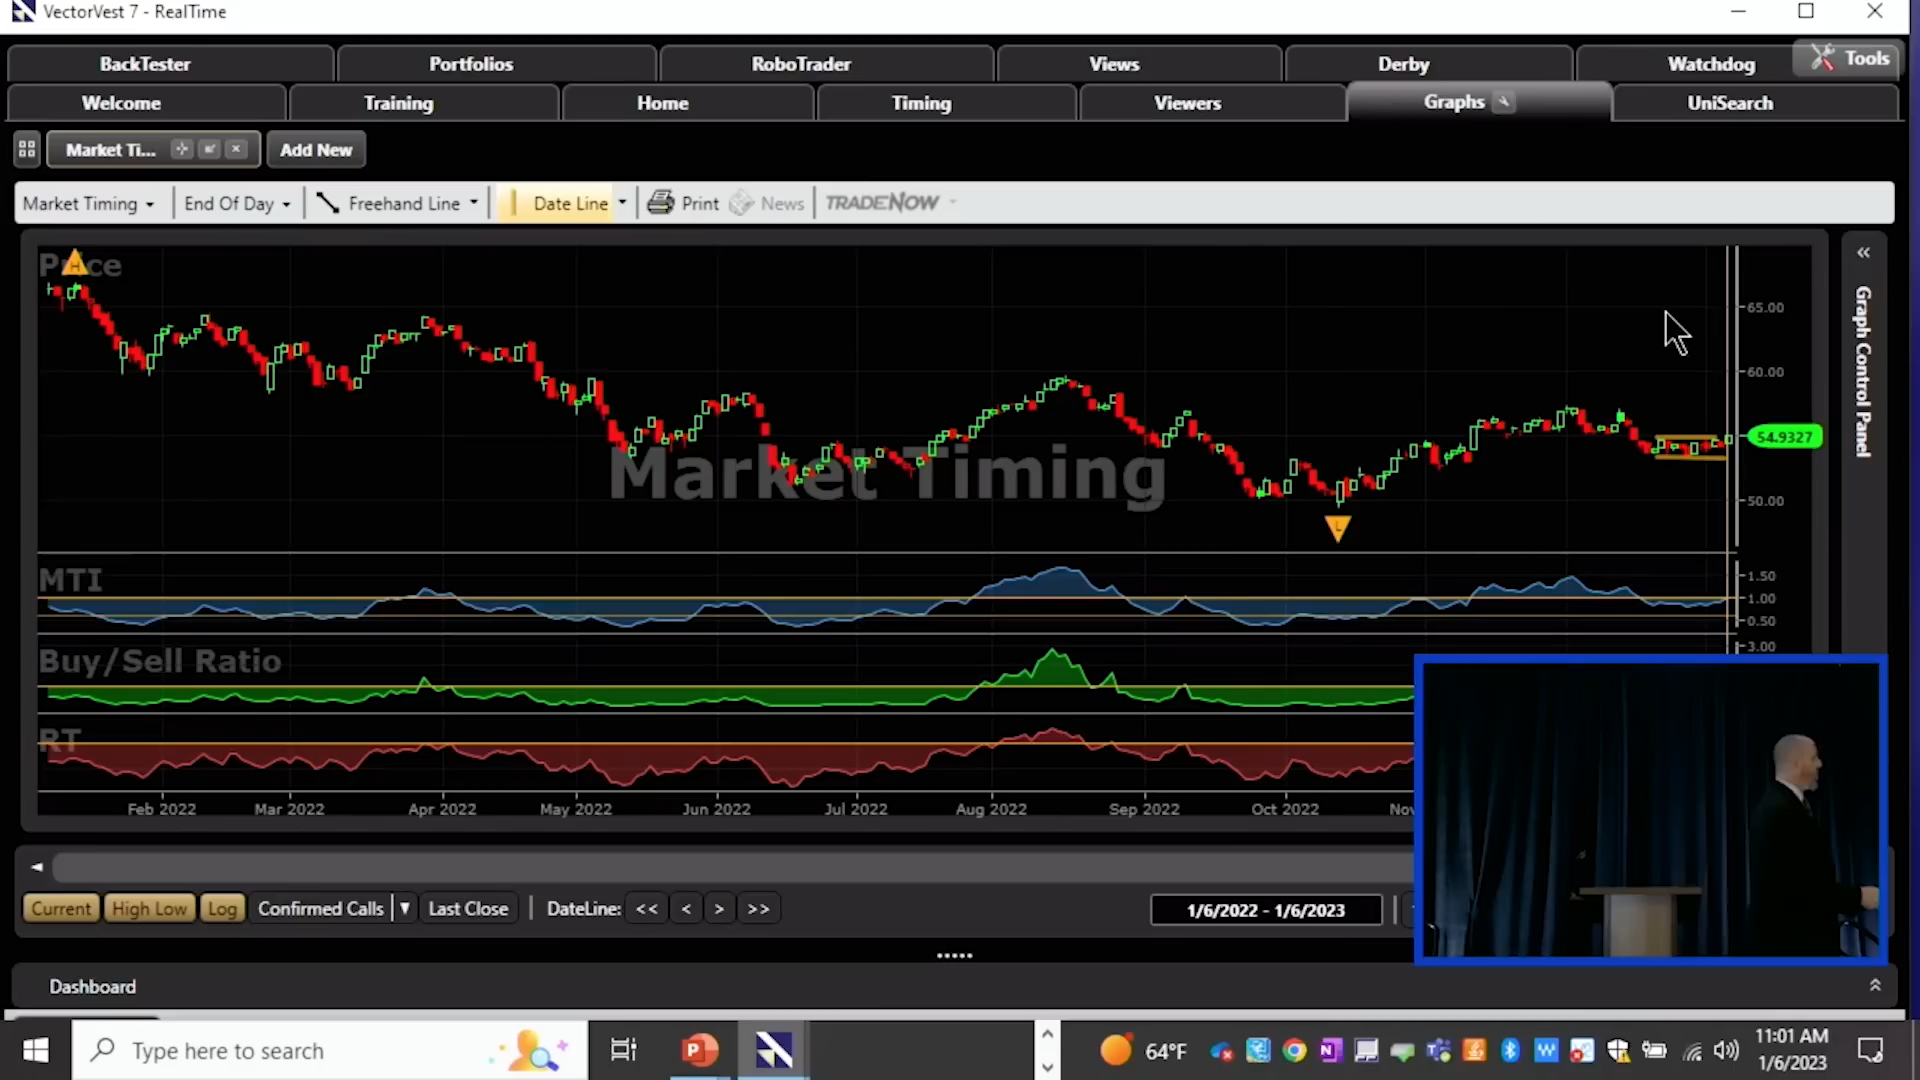 VectorVest 7 - RealTime
BackTester Portfolios RoboTrader Views Derby Watchdog Tools
Welcome Training Home Timing Viewers Graphs UniSearch
Market Ti... Add New
Market Timing End Of Day Freehand Line Date Line Print News TRADENOW
Price
H
65.00
60.00
54.9327
Market Timing
50.00
L
Graph Control Panel
MTI
1.50
1.00
0.50
Buy/Sell Ratio
3.00
RT
Feb 2022 Mar 2022 Apr 2022 May 2022 Jun 2022 Jul 2022 Aug 2022 Sep 2022 Oct 2022 Nov
Current High Low Log Confirmed Calls Last Close DateLine: << < > >> 1/6/2022 - 1/6/2023
Dashboard
Type here to search 64°F 11:01 AM
1/6/2023